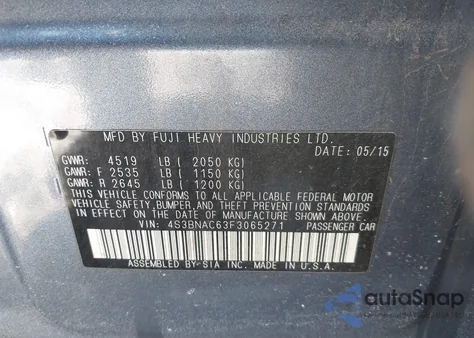 MFD BY FUJI HEAVY INDUSTRIES LTD.
DATE: 05/15
GVWR: 4519 LB ( 2050 KG)
GAWR: F 2535 LB ( 1150 KG)
GAWR: R 2645 LB ( 1200 KG)
THIS VEHICLE CONFORMS TO ALL APPLICABLE FEDERAL MOTOR
VEHICLE SAFETY, BUMPER, AND THEFT PREVENTION STANDARDS
IN EFFECT ON THE DATE OF MANUFACTURE SHOWN ABOVE.
VIN: 4S3BNAC63F3065271 PASSENGER CAR
ASSEMBLED BY SIA INC. MADE IN U.S.A.
autoSnap